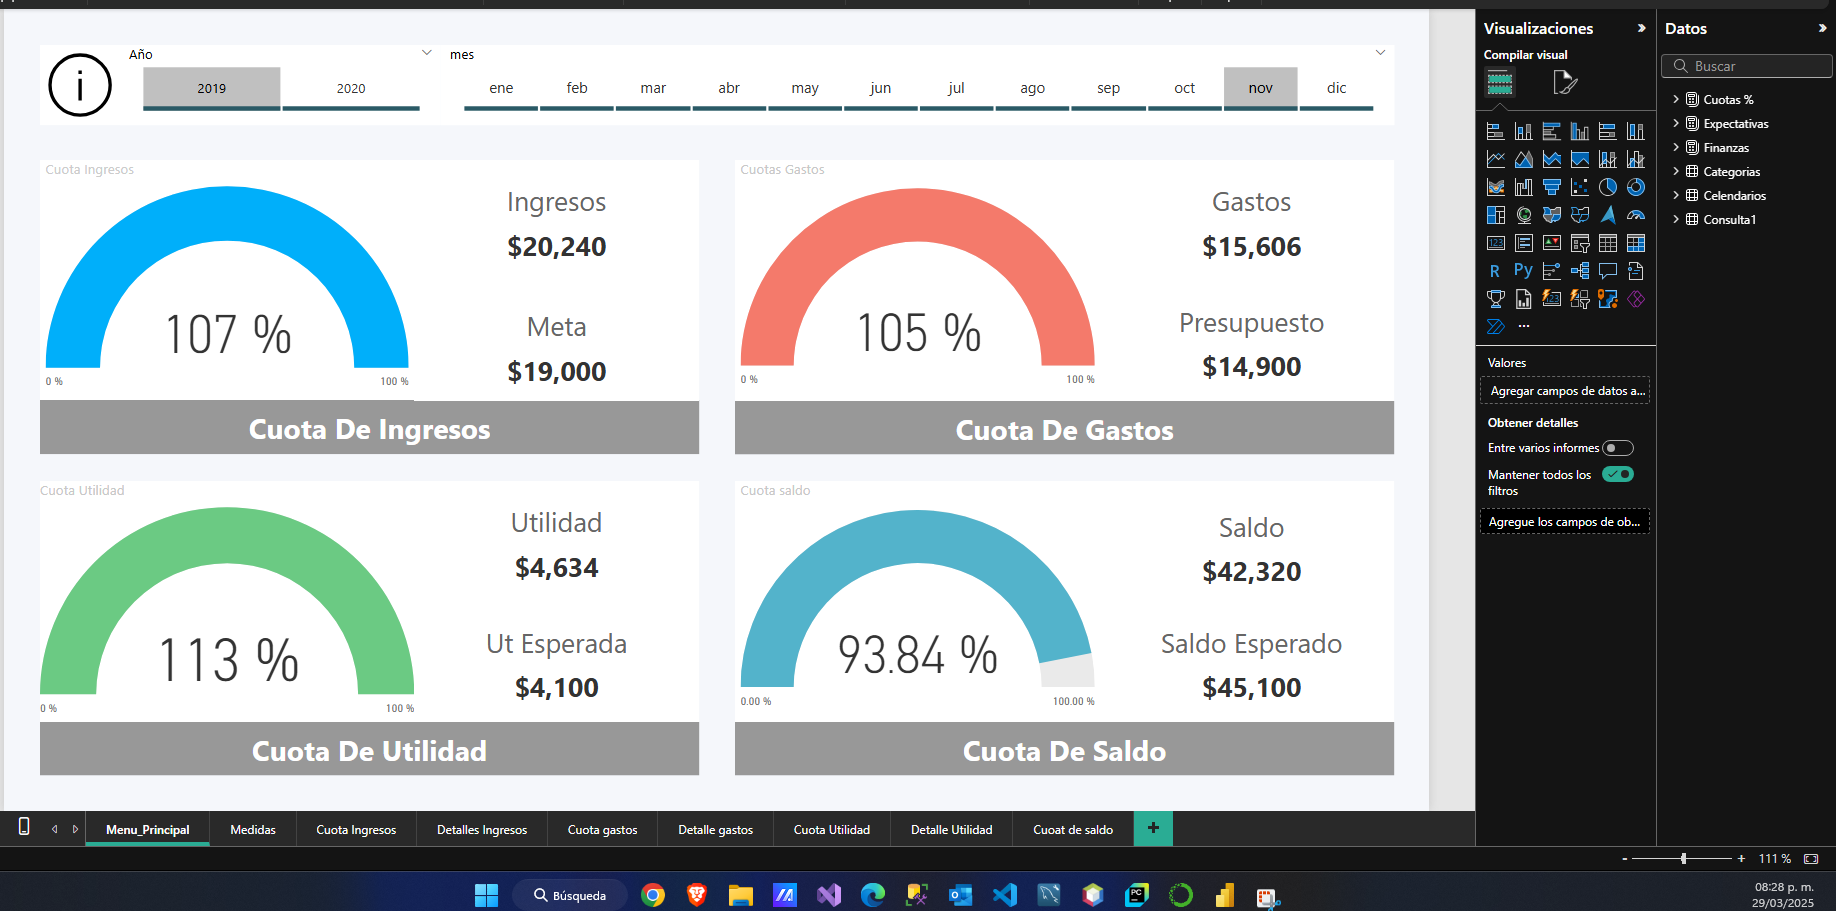 Año
mes
2019
2020
ene
feb
mar
abr
may
jun
jul
ago
sep
oct
nov
dic
Cuota Ingresos
107 %
0 %
100 %
Ingresos
$20,240
Meta
$19,000
Cuota De Ingresos
Cuotas Gastos
105 %
0 %
100 %
Gastos
$15,606
Presupuesto
$14,900
Cuota De Gastos
Cuota Utilidad
113 %
0 %
100 %
Utilidad
$4,634
Ut Esperada
$4,100
Cuota De Utilidad
Cuota saldo
93.84 %
0.00 %
100.00 %
Saldo
$42,320
Saldo Esperado
$45,100
Cuota De Saldo
Visualizaciones
Compilar visual
R
Py
123
...
Valores
Agregar campos de datos a...
Obtener detalles
Entre varios informes
Mantener todos los
filtros
Agregue los campos de ob...
Datos
Buscar
Cuotas %
Expectativas
Finanzas
Categorias
Calendarios
Consulta1
Menu_Principal
Medidas
Cuota Ingresos
Detalles Ingresos
Cuota gastos
Detalle gastos
Cuota Utilidad
Detalle Utilidad
Cuoat de saldo
+
- + 111 %
Búsqueda
PC
08:28 p. m.
29/03/2025